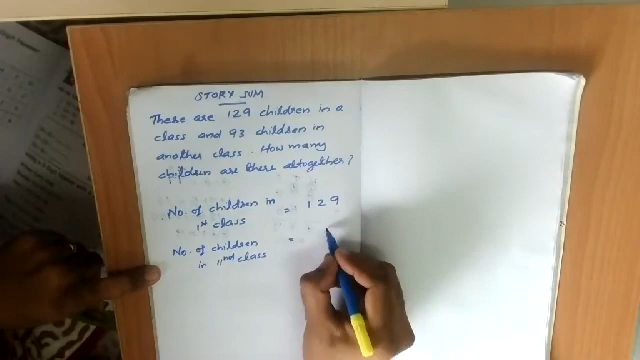 STORY SUM
There are 129 children in a
class and 93 children in
another class. How many
children are there altogether?
No. of children in
1st class = 129
No. of children
in IInd class =